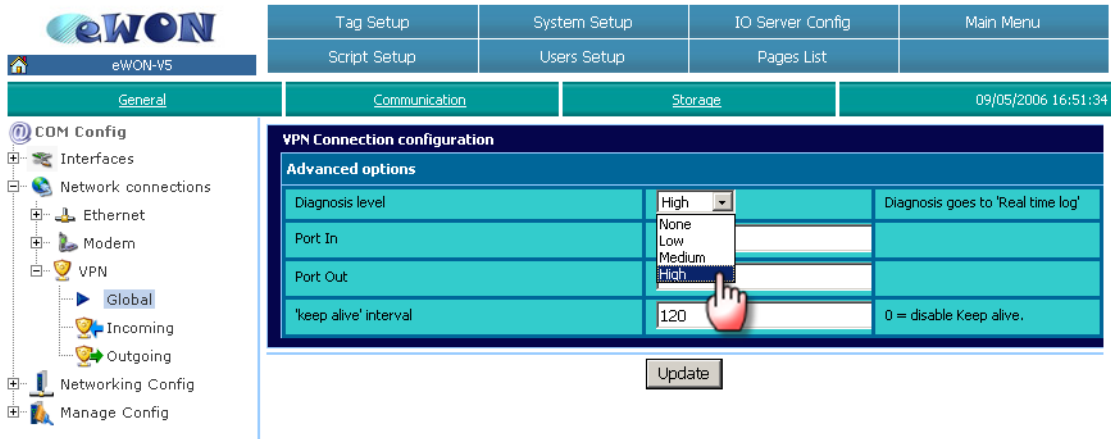 eWON
eWON-V5
Tag Setup
System Setup
IO Server Config
Main Menu
Script Setup
Users Setup
Pages List
General
Communication
Storage
09/05/2006 16:51:34
COM Config
Interfaces
Network connections
Ethernet
Modem
VPN
Global
Incoming
Outgoing
Networking Config
Manage Config
VPN Connection configuration
Advanced options
Diagnosis level
High
Diagnosis goes to 'Real time log'
None
Low
Medium
High
Port In
Port Out
'keep alive' interval
120
0 = disable Keep alive.
Update